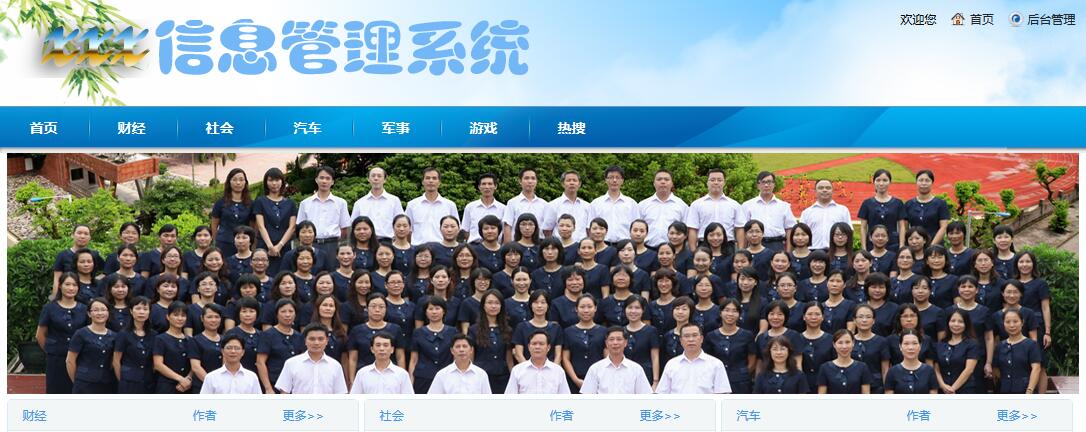 XXX信息管理系统
欢迎您 首页 后台管理
首页 财经 社会 汽车 军事 游戏 热搜
财经 作者 更多>> 社会 作者 更多>> 汽车 作者 更多>>